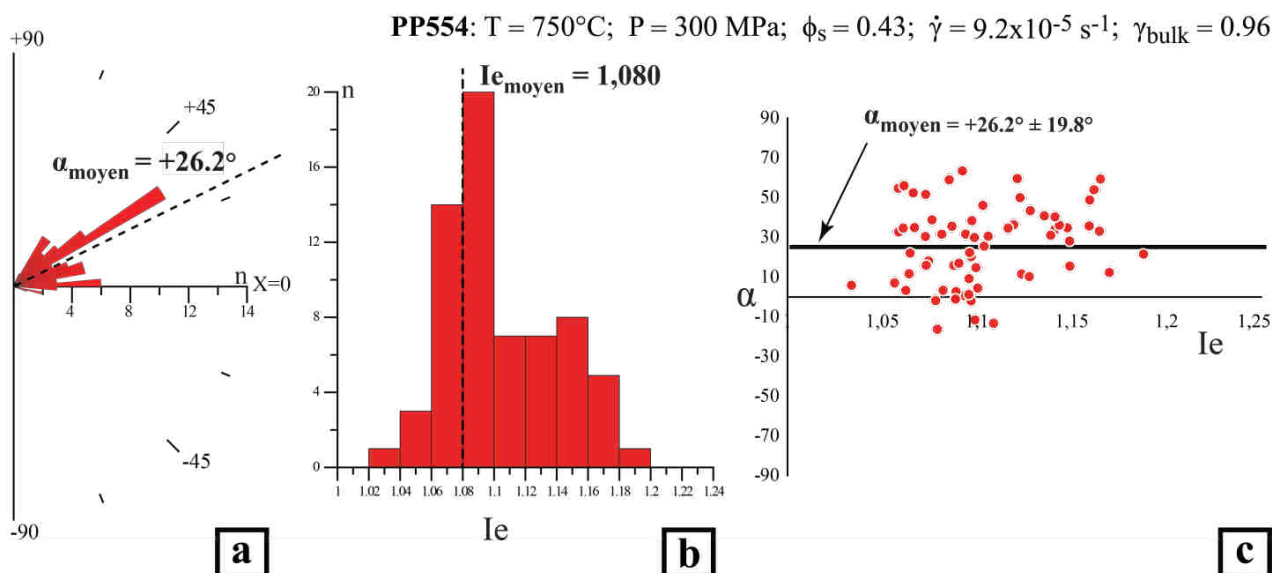 PP554: T = 750°C; P = 300 MPa; ϕs = 0.43; γ̇ = 9.2x10⁻⁵ s⁻¹; γbulk = 0.96
+90
+45
αmoyen = +26.2°
n X=0
4 8 12 14
-45
-90
a
Iemoyen = 1,080
n
20
16
12
8
4
0
1 1.02 1.04 1.06 1.08 1.1 1.12 1.14 1.16 1.18 1.2 1.22 1.24
Ie
b
αmoyen = +26.2° ± 19.8°
90
70
50
30
10
α
-10
-30
-50
-70
-90
1,05 1,1 1,15 1,2 1,25
Ie
c